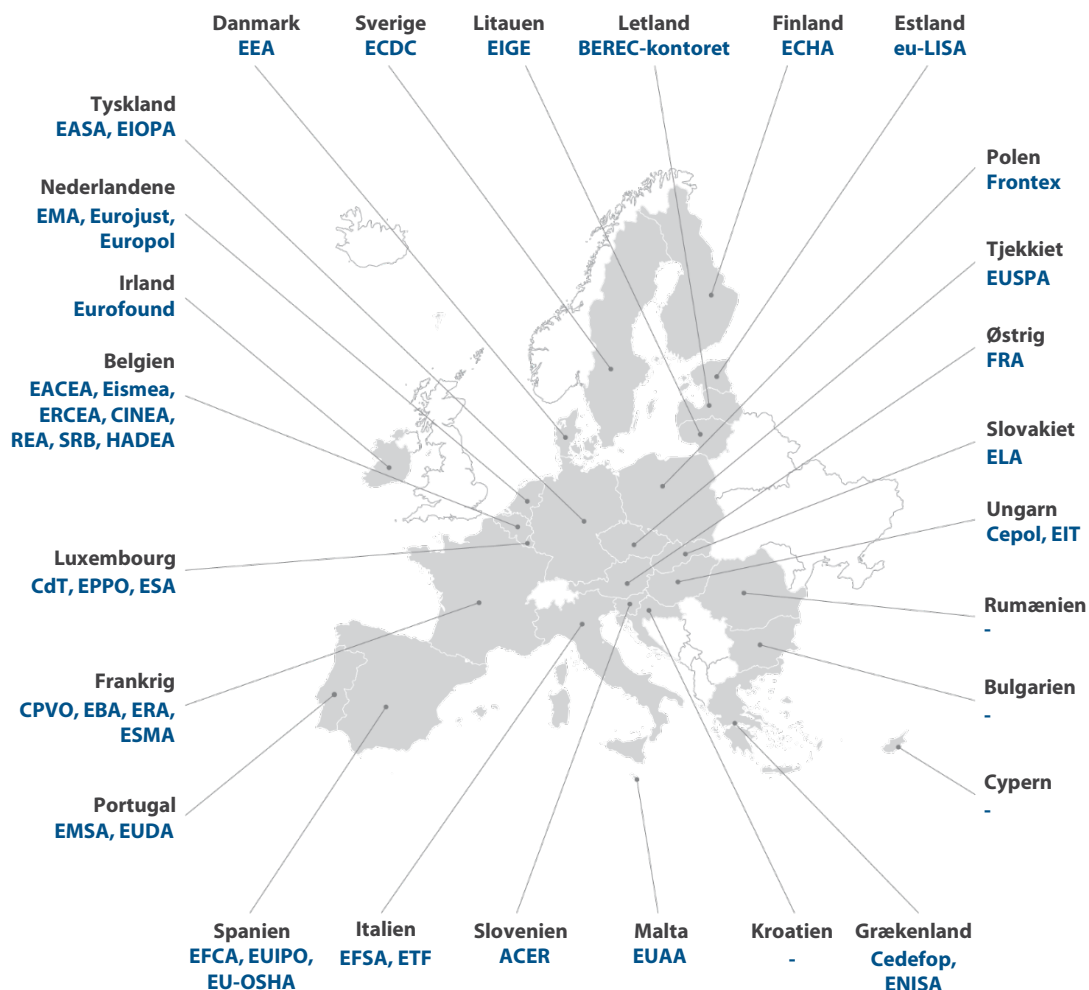 Danmark
EEA
Sverige
ECDC
Litauen
EIGE
Letland
BEREC-kontoret
Finland
ECHA
Estland
eu-LISA
Tyskland
EASA, EIOPA
Nederlandene
EMA, Eurojust,
Europol
Irland
Eurofound
Belgien
EACEA, Eismea,
ERCEA, CINEA,
REA, SRB, HADEA
Luxembourg
CdT, EPPO, ESA
Frankrig
CPVO, EBA, ERA,
ESMA
Portugal
EMSA, EUDA
Polen
Frontex
Tjekkiet
EUSPA
Østrig
FRA
Slovakiet
ELA
Ungarn
Cepol, EIT
Rumænien
-
Bulgarien
-
Cypern
-
Spanien
EFCA, EUIPO,
EU-OSHA
Italien
EFSA, ETF
Slovenien
ACER
Malta
EUAA
Kroatien
-
Grækenland
Cedefop,
ENISA